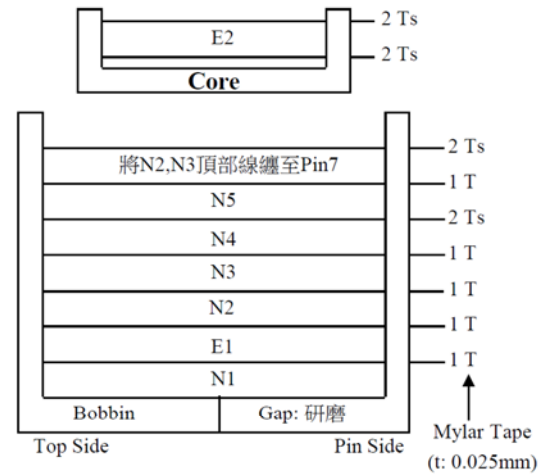 2 Ts
E2
2 Ts
Core
2 Ts
將N2,N3頂部線纏至Pin7
1 T
N5
2 Ts
N4
1 T
N3
1 T
N2
1 T
E1
1 T
N1
Bobbin Gap: 研磨
Top Side Pin Side Mylar Tape
(t: 0.025mm)